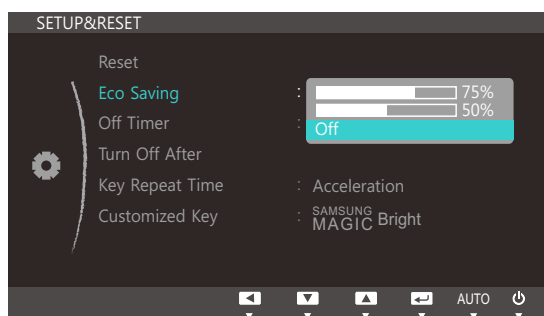 SETUP&RESET
Reset
Eco Saving : 75%
50%
Off Timer : Off
Turn Off After
Key Repeat Time : Acceleration
Customized Key : SAMSUNG MAGIC Bright
AUTO